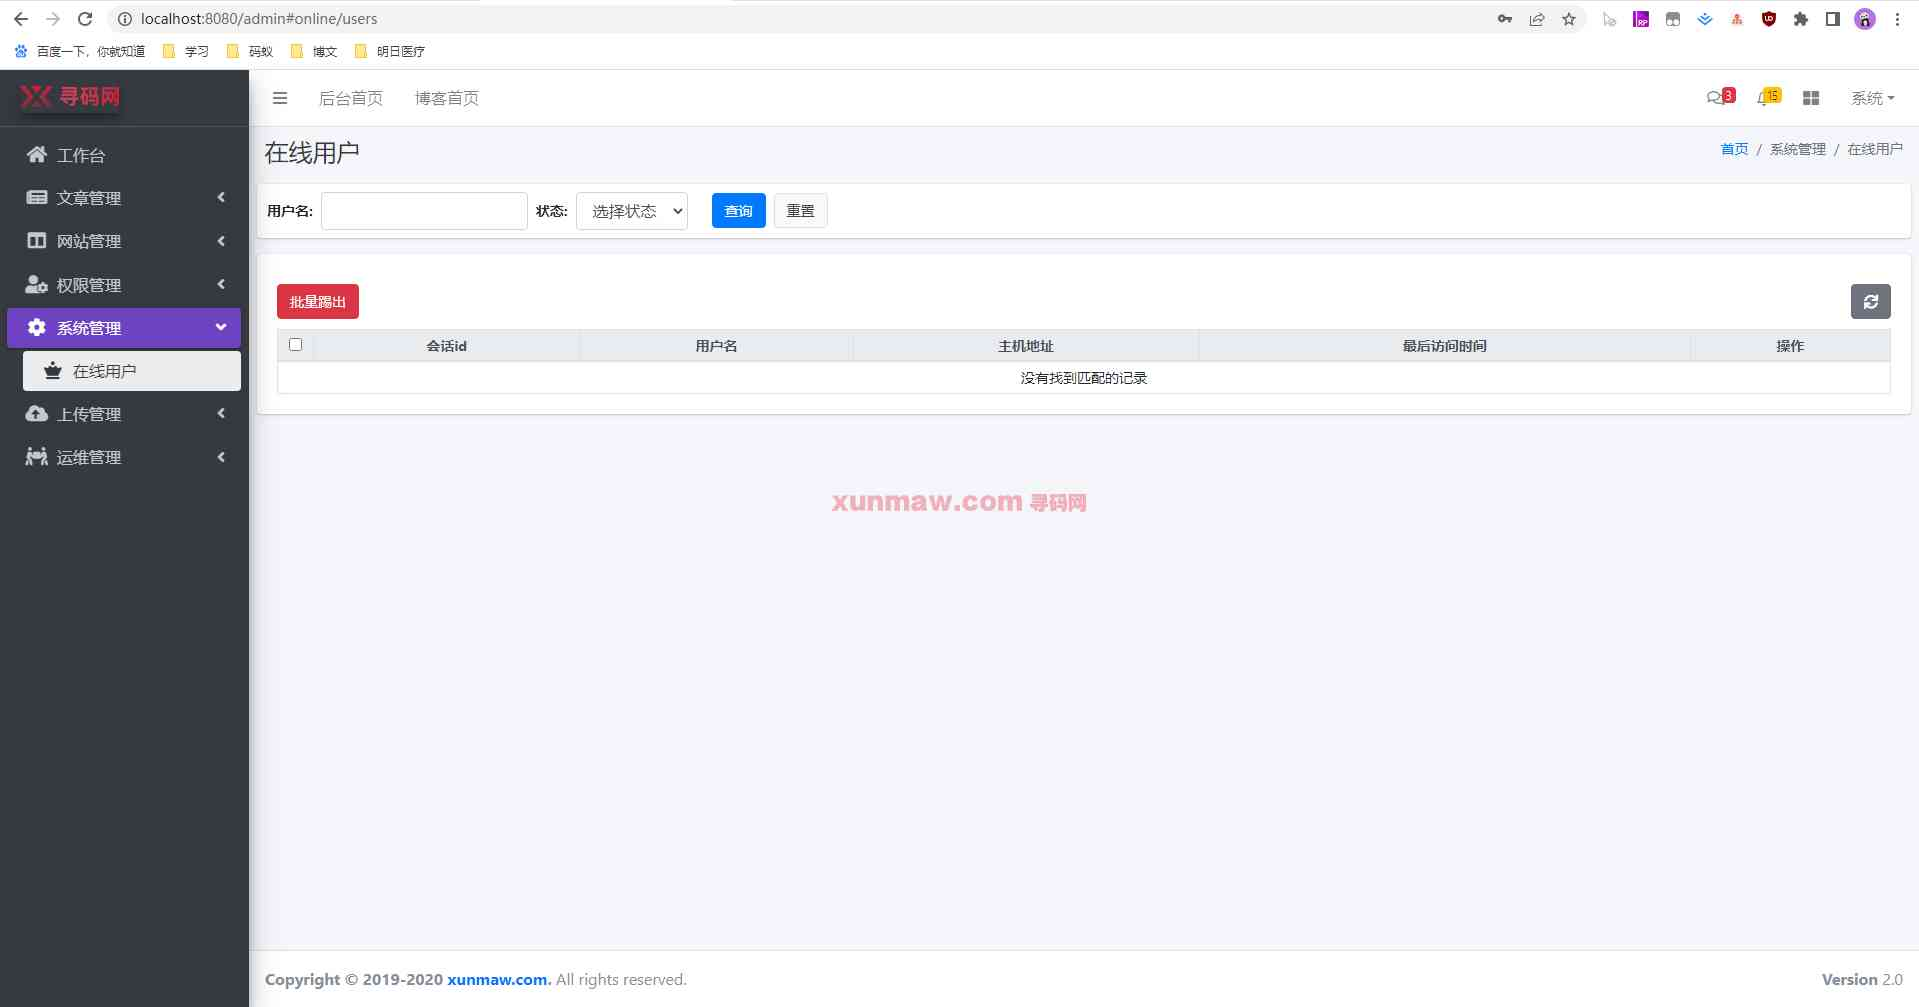 localhost:8080/admin#online/users
百度一下，你就知道 学习 码蚁 博文 明日医疗
寻码网
后台首页 博客首页
3 15 系统
工作台
文章管理
网站管理
权限管理
系统管理
在线用户
上传管理
运维管理
在线用户
首页 / 系统管理 / 在线用户
用户名: 状态: 选择状态 查询 重置
批量踢出
会话id 用户名 主机地址 最后访问时间 操作
没有找到匹配的记录
xunmaw.com 寻码网
Copyright © 2019-2020 xunmaw.com. All rights reserved.
Version 2.0